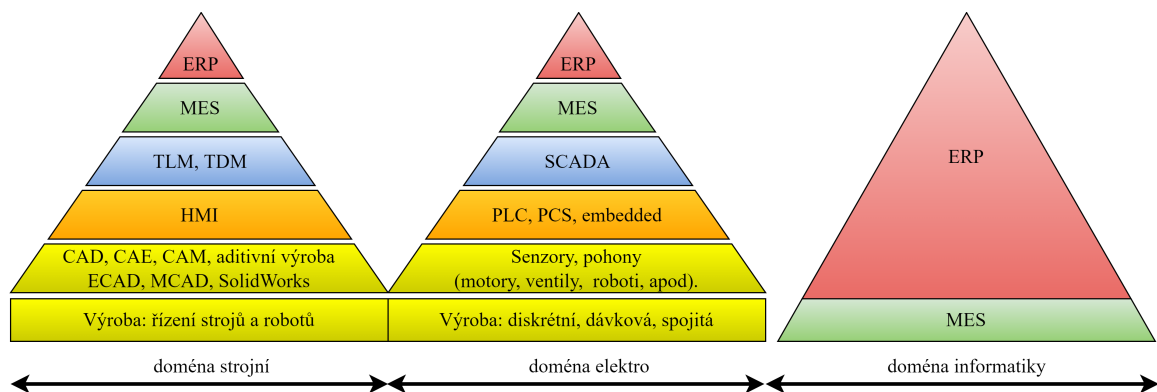 ERP
MES
TLM, TDM
HMI
CAD, CAE, CAM, aditivní výroba
ECAD, MCAD, SolidWorks
Výroba: řízení strojů a robotů
doména strojní
ERP
MES
SCADA
PLC, PCS, embedded
Senzory, pohony
(motory, ventily, roboti, apod).
Výroba: diskrétní, dávková, spojitá
doména elektro
ERP
MES
doména informatiky